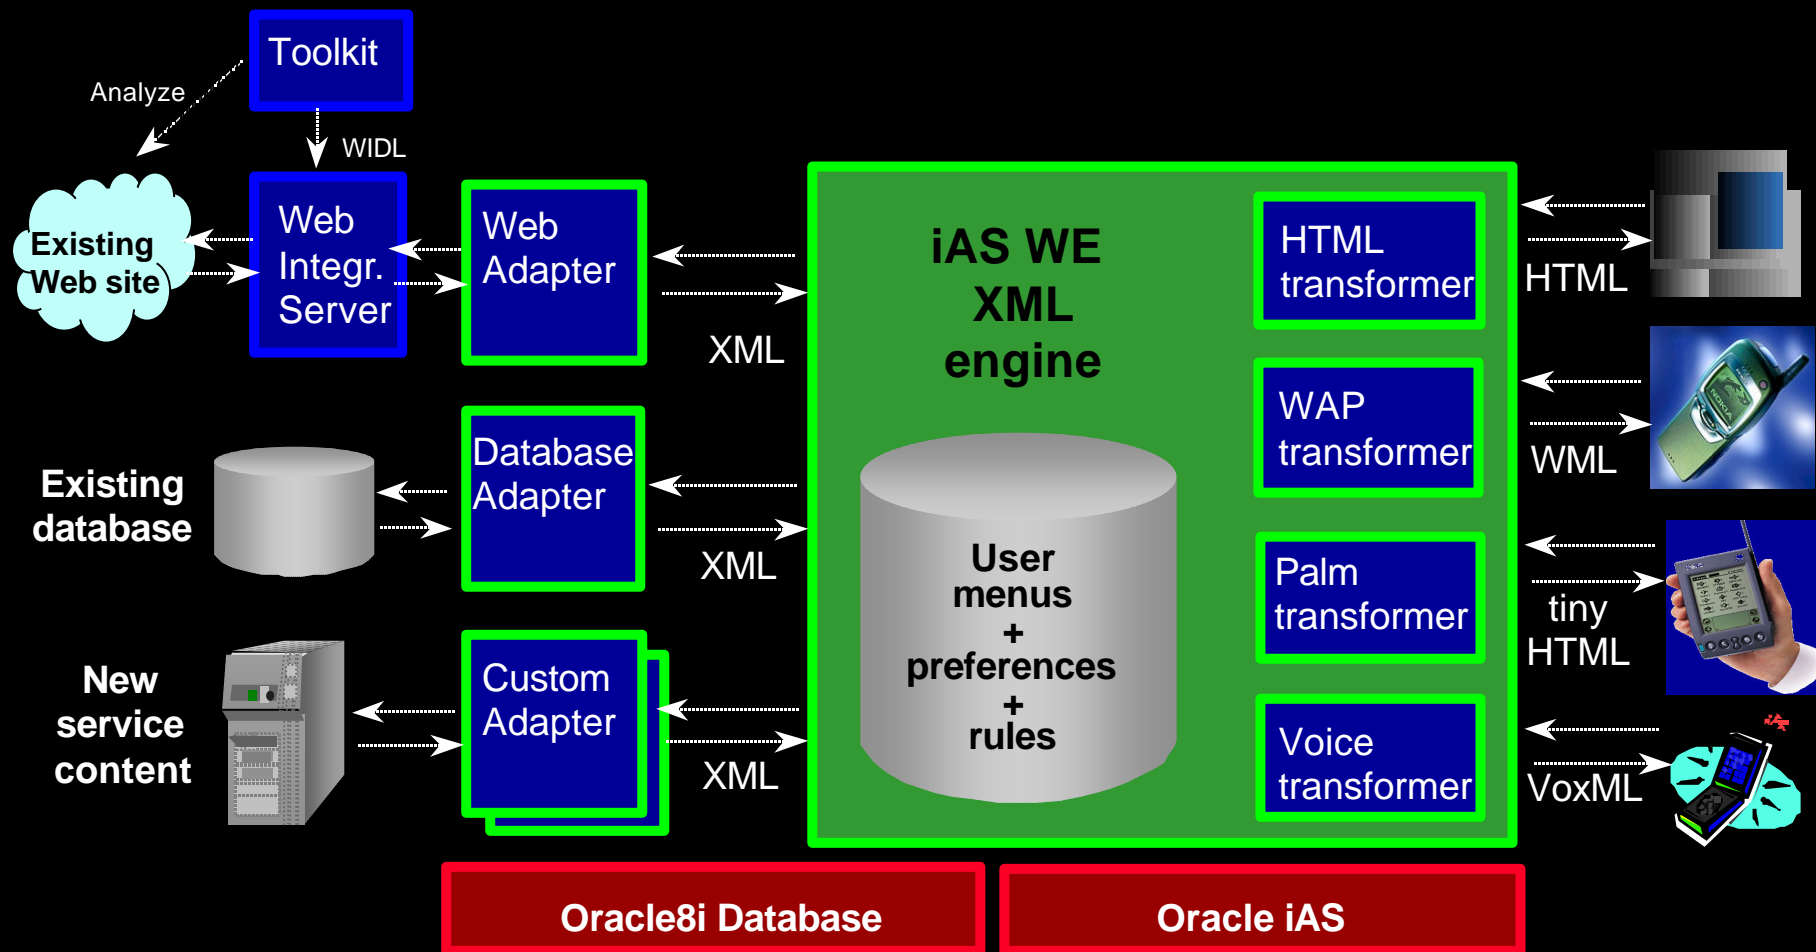 Toolkit
Analyze
WIDL
Existing
Web site
Web
Integr.
Server
Web
Adapter
XML
iAS WE
XML
engine
HTML
transformer
HTML
WAP
transformer
WML
NOKIA
Existing
database
Database
Adapter
XML
User
menus
+
preferences
+
rules
Palm
transformer
tiny
HTML
New
service
content
Custom
Adapter
XML
Voice
transformer
VoxML
Oracle8i Database
Oracle iAS